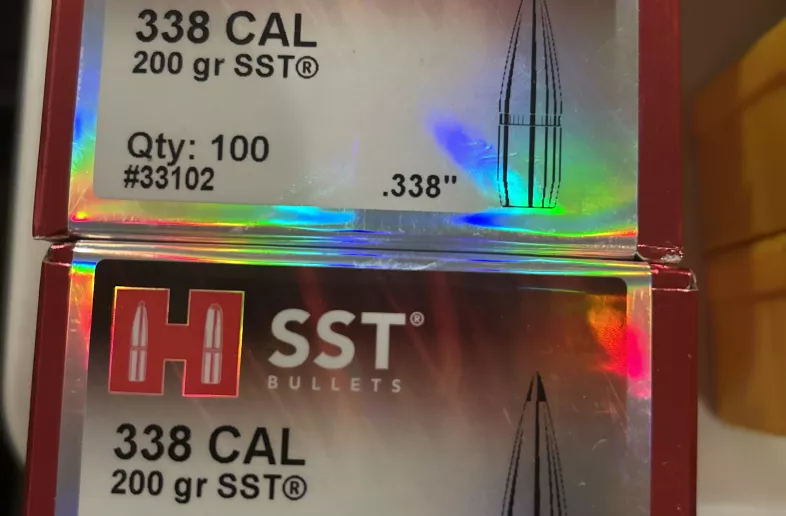 338 CAL
200 gr SST®
Qty: 100
#33102
.338"
H
SST®
BULLETS
338 CAL
200 gr SST®